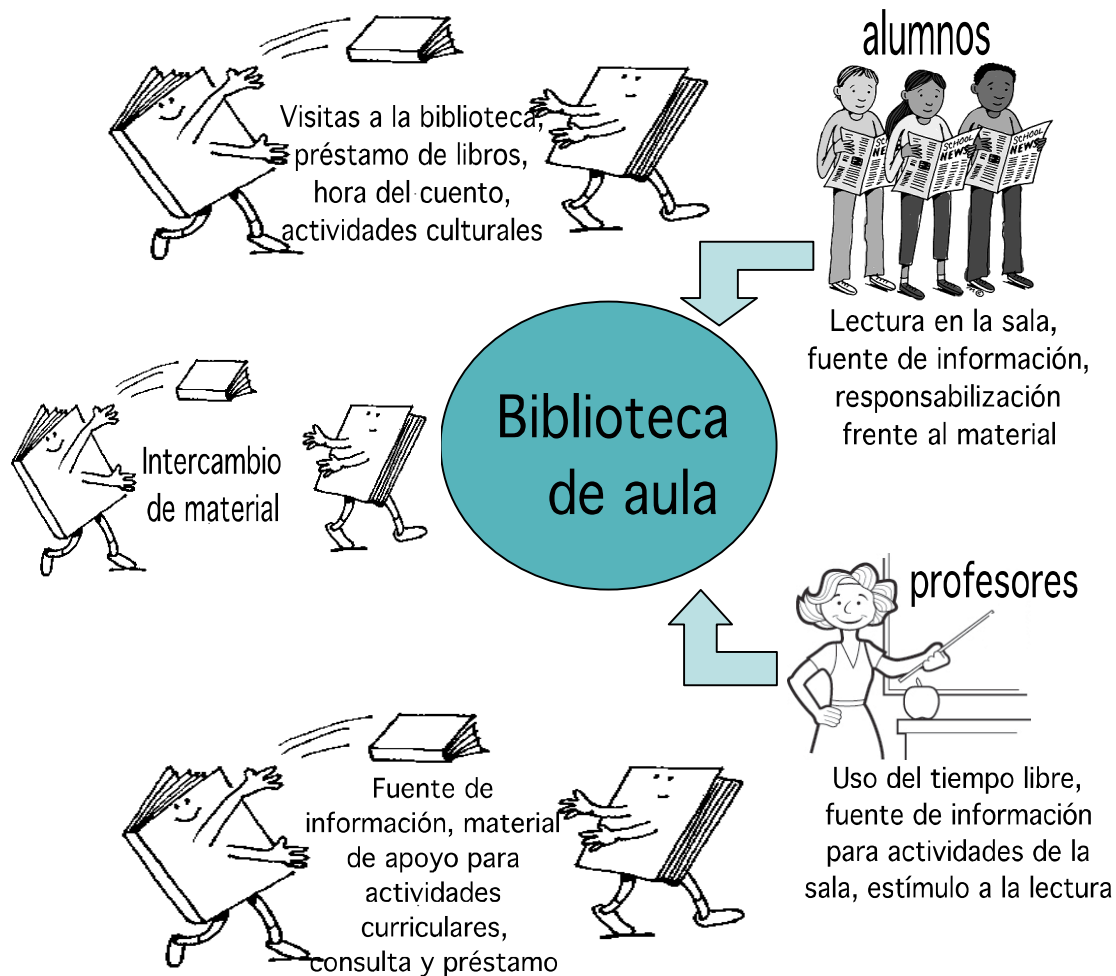 Visitas a la biblioteca,
préstamo de libros,
hora del cuento,
actividades culturales
alumnos
SCHOOL
NEWS
SCHOOL
NEWS
SCHOOL
NEWS
Lectura en la sala,
fuente de información,
responsabilización
frente al material
Intercambio
de material
Biblioteca
de aula
profesores
Uso del tiempo libre,
fuente de información
para actividades de la
sala, estímulo a la lectura
Fuente de
información, material
de apoyo para
actividades
curriculares,
consulta y préstamo